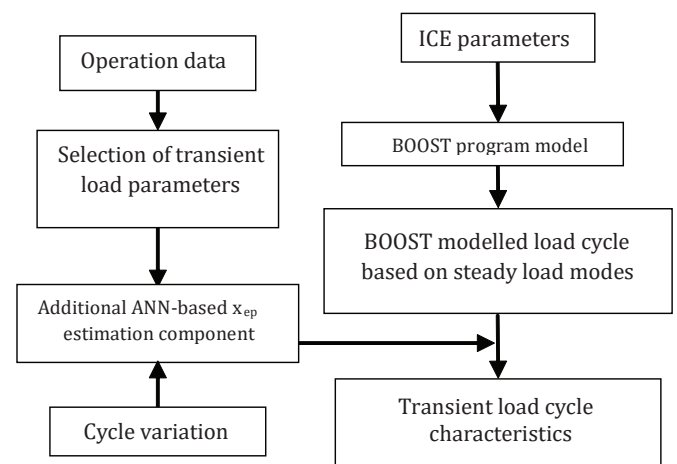 Operation data
ICE parameters
Selection of transient
load parameters
BOOST program model
BOOST modelled load cycle
based on steady load modes
Additional ANN-based xep
estimation component
Cycle variation
Transient load cycle
characteristics